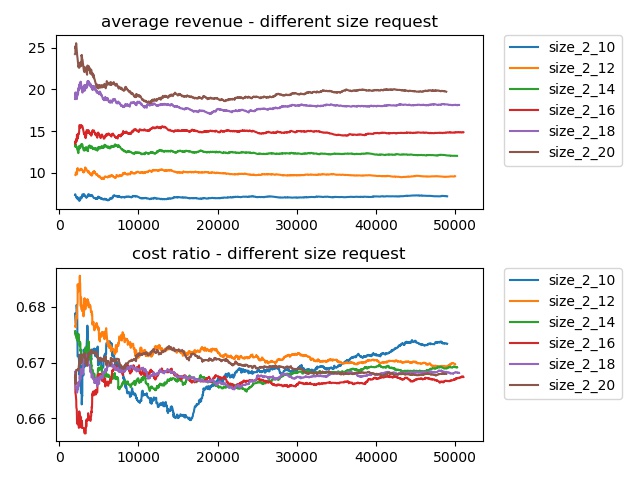 average revenue - different size request
25
20
15
10
0
10000
20000
30000
40000
50000
size_2_10
size_2_12
size_2_14
size_2_16
size_2_18
size_2_20
cost ratio - different size request
0.68
0.67
0.66
0
10000
20000
30000
40000
50000
size_2_10
size_2_12
size_2_14
size_2_16
size_2_18
size_2_20